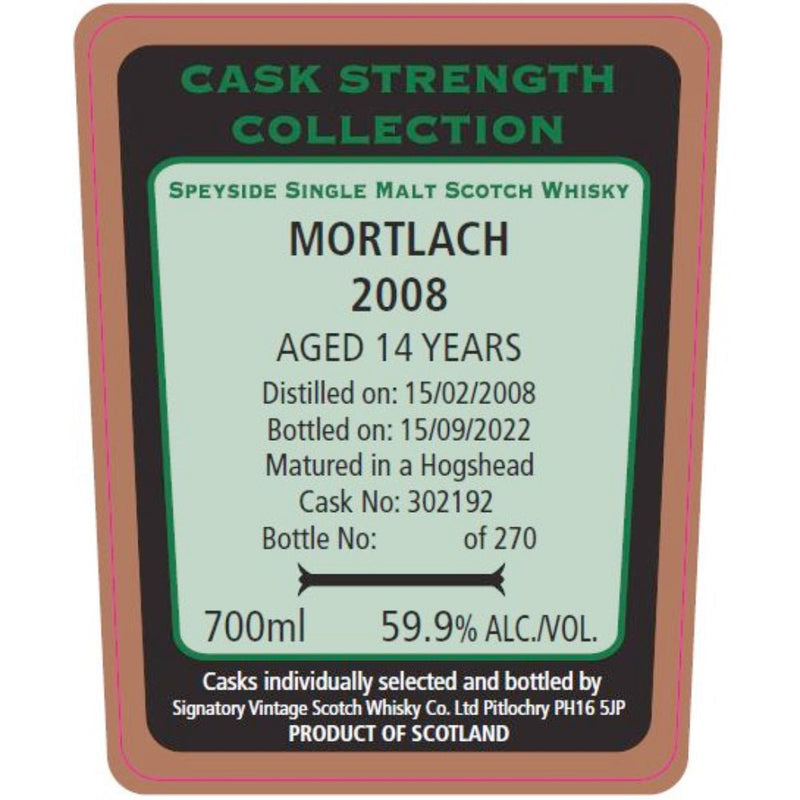 CASK STRENGTH
COLLECTION
SPEYSIDE SINGLE MALT SCOTCH WHISKY
MORTLACH
2008
AGED 14 YEARS
Distilled on: 15/02/2008
Bottled on: 15/09/2022
Matured in a Hogshead
Cask No: 302192
Bottle No: of 270
700ml 59.9% ALC./VOL.
Casks individually selected and bottled by
Signatory Vintage Scotch Whisky Co. Ltd Pitlochry PH16 5JP
PRODUCT OF SCOTLAND